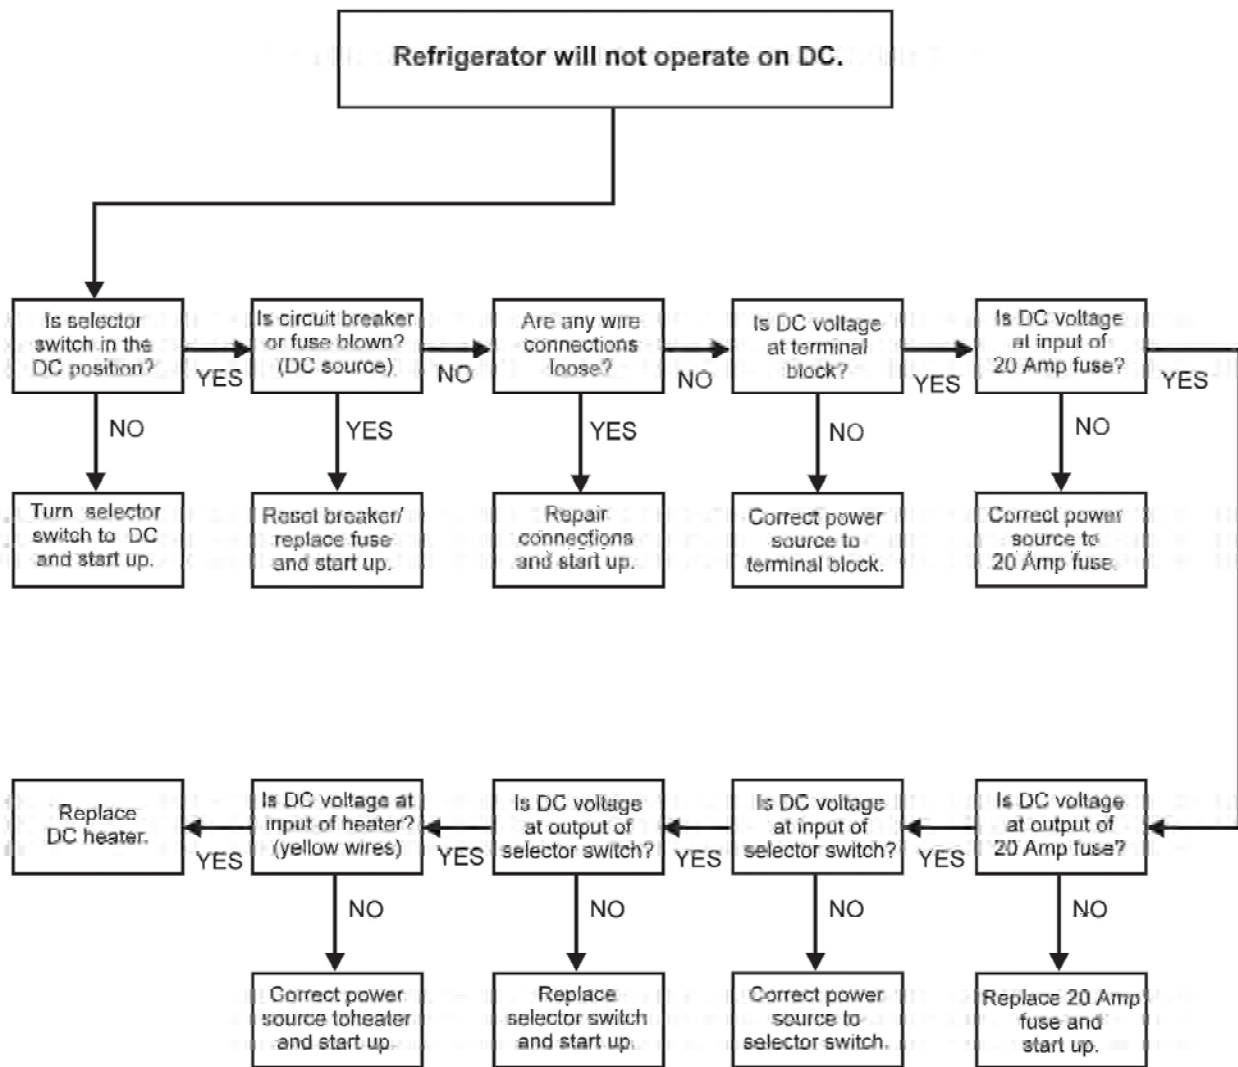 Refrigerator will not operate on DC.
Is selector
switch in the
DC position?
YES
Is circuit breaker
or fuse blown?
(DC source)
NO
Are any wire
connections
loose?
NO
Is DC voltage
at terminal
block?
YES
Is DC voltage
at input of
20 Amp fuse?
YES
NO
YES
YES
NO
NO
Turn selector
switch to DC
and start up.
Reset breaker/
replace fuse
and start up.
Repair
connections
and start up.
Correct power
source to
terminal block.
Correct power
source to
20 Amp fuse.
Replace
DC heater.
YES
Is DC voltage at
input of heater?
(yellow wires)
YES
Is DC voltage
at output of
selector switch?
YES
Is DC voltage
at input of
selector switch?
YES
Is DC voltage
at output of
20 Amp fuse?
NO
NO
NO
NO
Correct power
source toheater
and start up.
Replace
selector switch
and start up.
Correct power
source to
selector switch.
Replace 20 Amp
fuse and
start up.